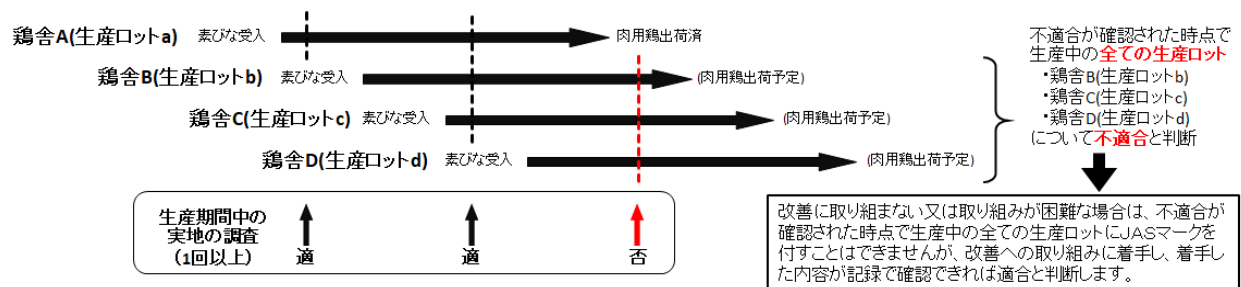 鶏舎A(生産ロットa) 素びな受入 肉用鶏出荷済
鶏舎B(生産ロットb) 素びな受入 (肉用鶏出荷予定)
鶏舎C(生産ロットc) 素びな受入 (肉用鶏出荷予定)
鶏舎D(生産ロットd) 素びな受入 (肉用鶏出荷予定)
生産期間中の
実地の調査
(1回以上)
適 適 否
不適合が確認された時点で
生産中の全ての生産ロット
・鶏舎B(生産ロットb)
・鶏舎C(生産ロットc)
・鶏舎D(生産ロットd)
について不適合と判断
改善に取り組まない又は取り組みが困難な場合は、不適合が
確認された時点で生産中の全ての生産ロットにJASマークを
付すことはできませんが、改善への取り組みに着手し、着手し
た内容が記録で確認できれば適合と判断します。